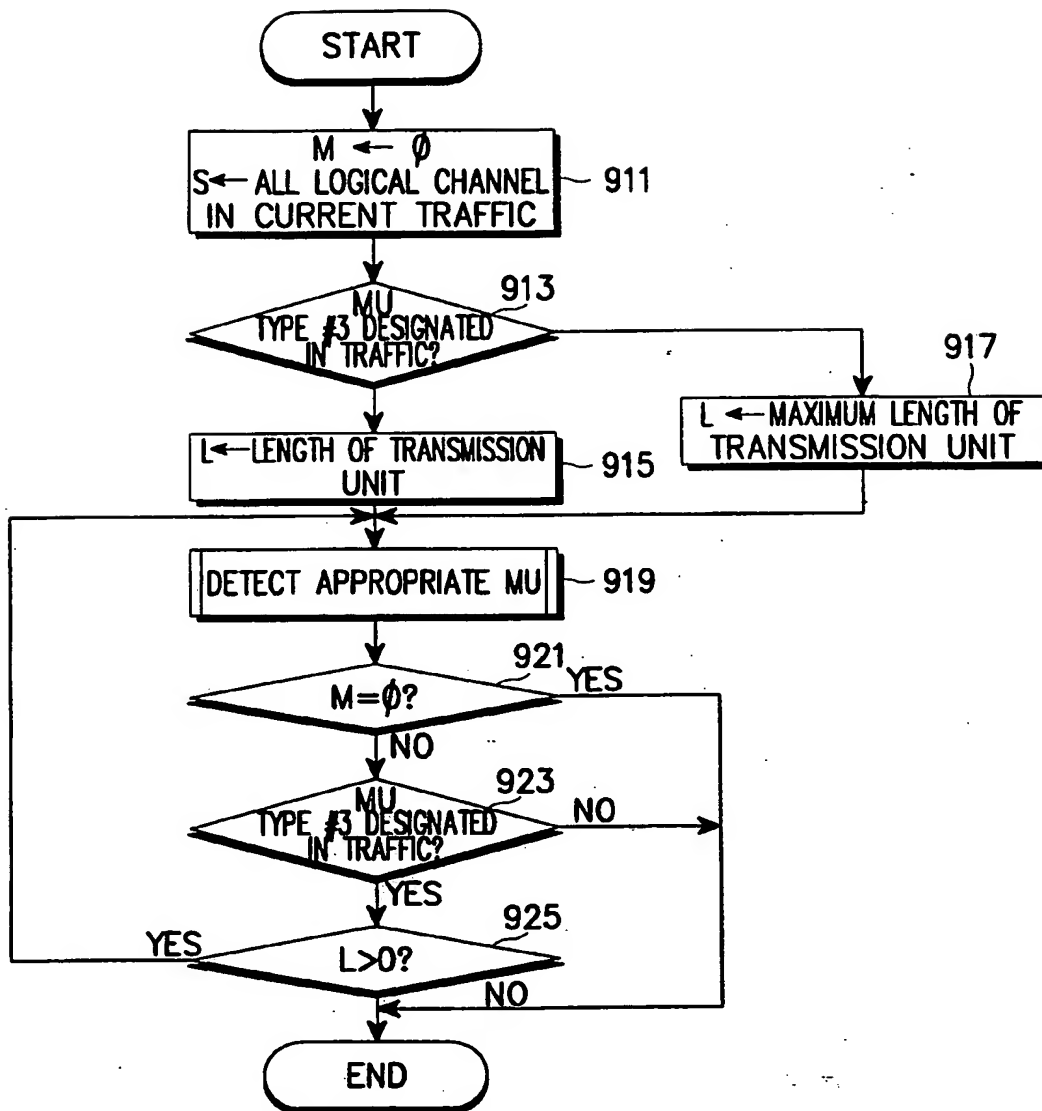 START
M ← ϕ
S← ALL LOGICAL CHANNEL
IN CURRENT TRAFFIC
911
MU
TYPE #3 DESIGNATED
IN TRAFFIC?
913
917
L ← MAXIMUM LENGTH OF
TRANSMISSION UNIT
L← LENGTH OF TRANSMISSION
UNIT
915
DETECT APPROPRIATE MU
919
921
M=ϕ?
YES
NO
923
MU
TYPE #3 DESIGNATED
IN TRAFFIC?
NO
YES
925
YES
L>0?
NO
END